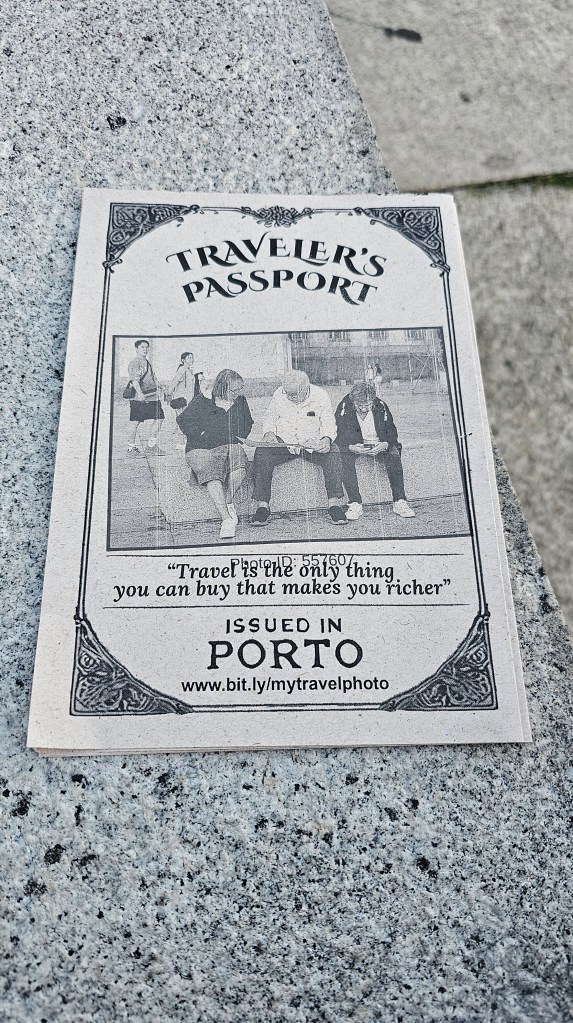 TRAVELER'S
PASSPORT
Photo ID: 557607
"Travel is the only thing
you can buy that makes you richer"
ISSUED IN
PORTO
www.bit.ly/mytravelphoto